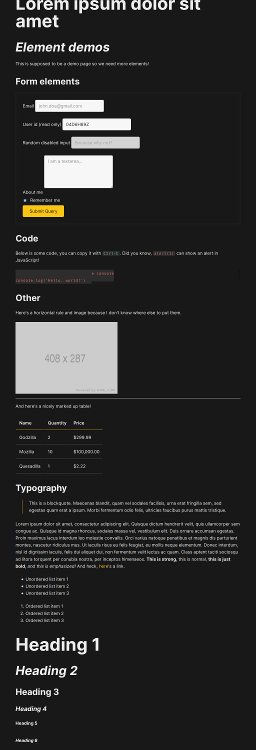 Lorem ipsum dolor sit
amet
Element demos
This is supposed to be a demo page so we need more elements!
Form elements
Email john.doe@gmail.com
User id (read only)
Random disabled input
I am a textarea...
About me
Remember me
Submit Query
Code
Below is some code, you can copy it with Ctrl-C. Did you know, alert(1) can show an alert in
JavaScript!
Other
Here's a horizontal rule and image because I don't know where else to put them.
408 x 287
And here's a nicely marked up table!
Name Quantity Price
Godzilla 2 $299.99
Mozilla 10 $100,000.00
Quesadilla 1 $2.22
Typography
This is a blockquote. Maecenas blandit, quam vel sodales facilisis, urna erat fringilla sem, sed
egestas quam erat a ipsum. Morbi fermentum odio felis, ultricies faucibus purus mattis tristique.
Lorem ipsum dolor sit amet, consectetur adipiscing elit. Quisque dictum hendrerit velit, quis ullamcorper sem
congue ac. Quisque id magna rhoncus, sodales massa vel, vestibulum elit. Duis ornare accumsan egestas.
Proin maximus lacus interdum leo molestie convallis. Orci varius natoque penatibus et magnis dis parturient
montes, nascetur ridiculus mus. Ut iaculis risus eu felis feugiat, eu mollis neque elementum. Donec interdum,
nisl id dignissim iaculis, felis dui aliquet dui, non fermentum velit lectus ac quam. Class aptent taciti sociosqu
ad litora torquent per conubia nostra, per inceptos himenaeos. This is strong, this is normal, this is just
bold, and this is emphasized! And heck, here's a link.
Unordered list item 1
Unordered list item 2
Unordered list item 3
1. Ordered list item 1
2. Ordered list item 2
3. Ordered list item 3
Heading 1
Heading 2
Heading 3
Heading 4
Heading 5
Heading 6